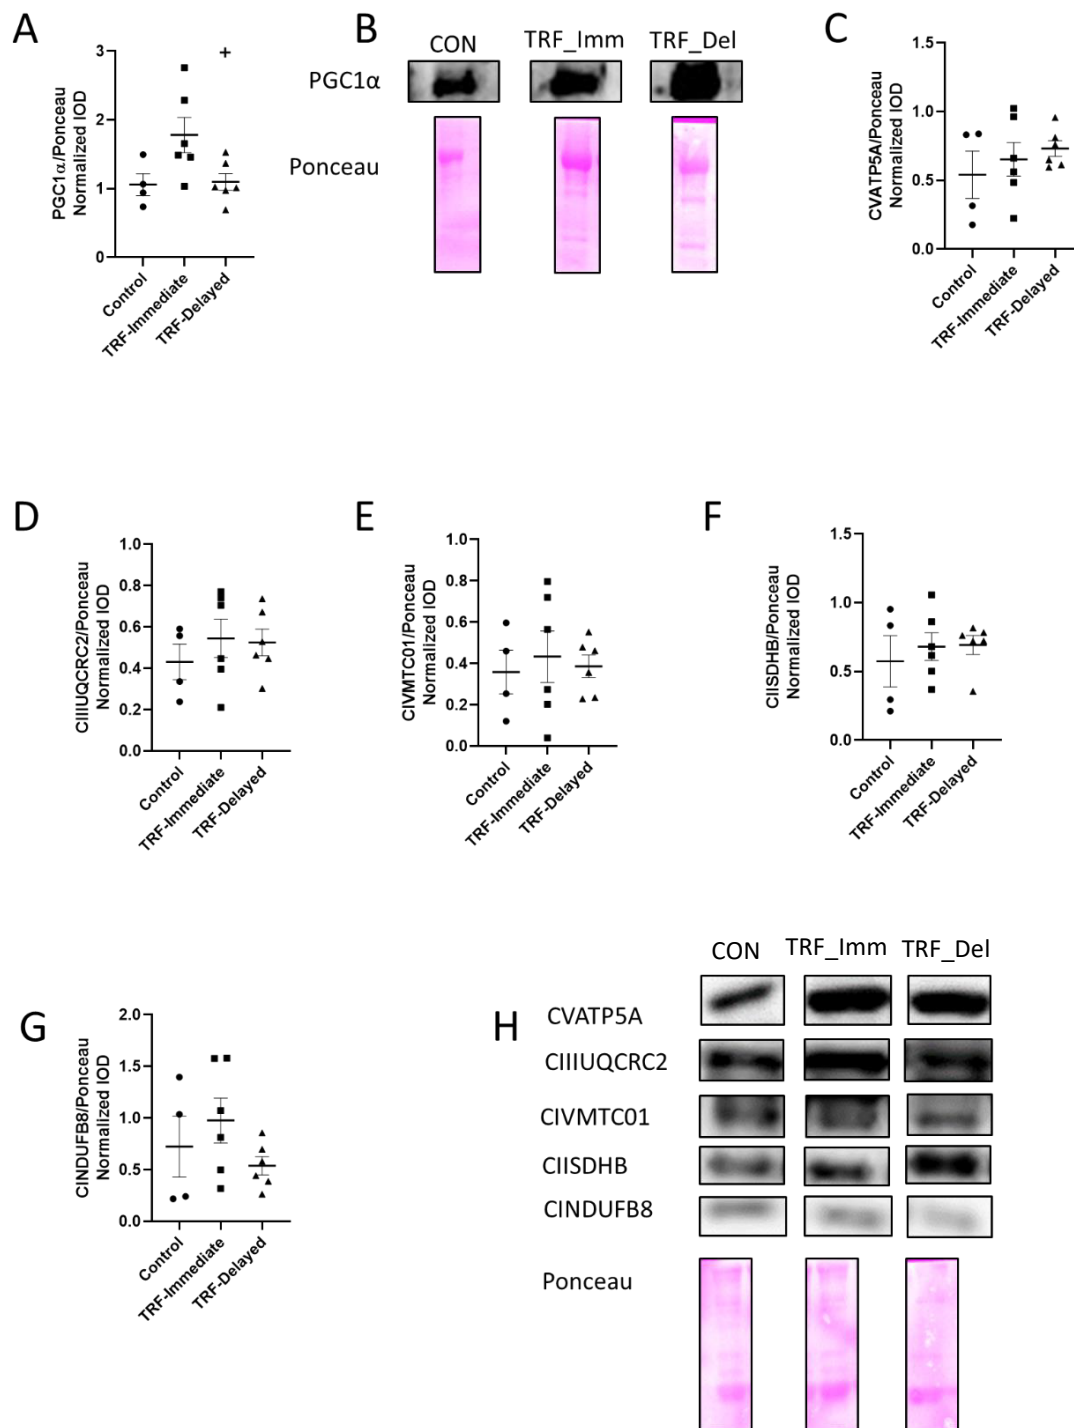 A
PGC1α/Ponceau
Normalized IOD
3
2
1
0
+
Control
TRF-Immediate
TRF-Delayed
B
CON
TRF_Imm
TRF_Del
PGC1α
Ponceau
C
CVATP5A/Ponceau
Normalized IOD
1.5
1.0
0.5
0.0
Control
TRF-Immediate
TRF-Delayed
D
CIIIUQCRC2/Ponceau
Normalized IOD
1.0
0.8
0.6
0.4
0.2
0.0
Control
TRF-Immediate
TRF-Delayed
E
CIVMTC01/Ponceau
Normalized IOD
1.0
0.8
0.6
0.4
0.2
0.0
Control
TRF-Immediate
TRF-Delayed
F
CIISDHB/Ponceau
Normalized IOD
1.5
1.0
0.5
0.0
Control
TRF-Immediate
TRF-Delayed
G
CINDUFB8/Ponceau
Normalized IOD
2.0
1.5
1.0
0.5
0.0
Control
TRF-Immediate
TRF-Delayed
H
CON
TRF_Imm
TRF_Del
CVATP5A
CIIIUQCRC2
CIVMTC01
CIISDHB
CINDUFB8
Ponceau